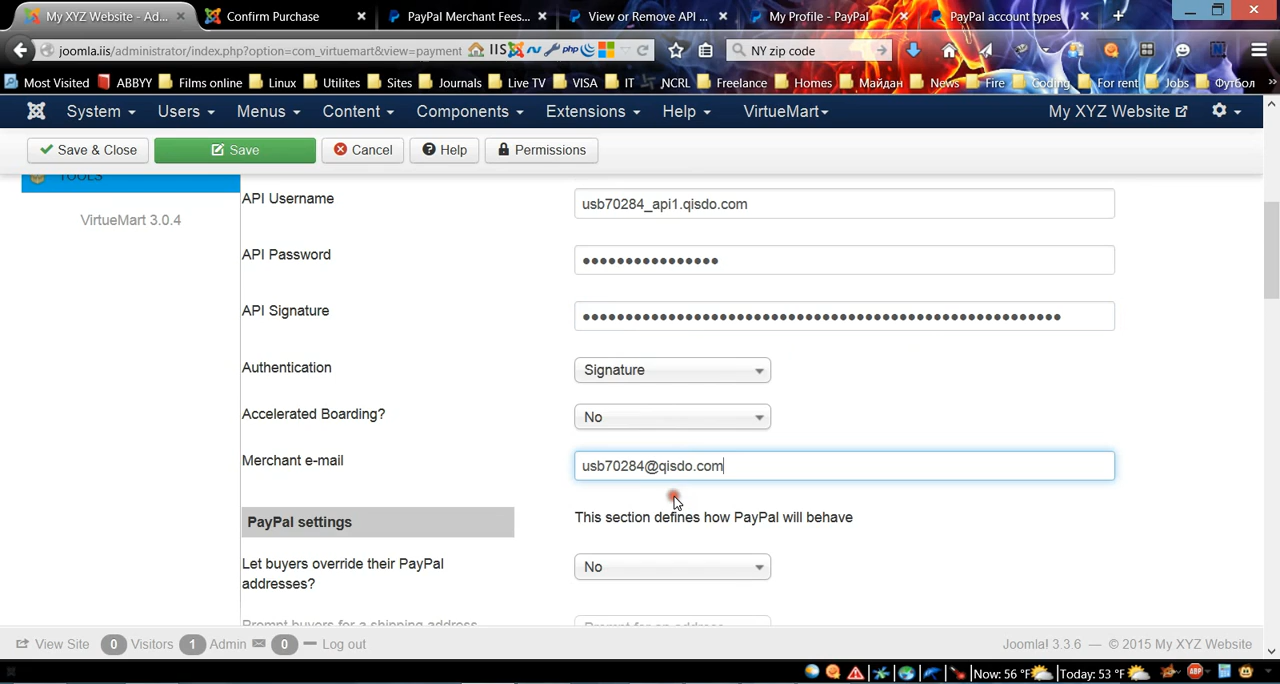 My XYZ Website - Ad...
Confirm Purchase
PayPal Merchant Fees...
View or Remove API ...
My Profile - PayPal
PayPal account types
joomla.iis/administrator/index.php?option=com_virtuemart&view=payment
IIS
php
NY zip code
Most Visited
ABBYY
Films online
Linux
Utilites
Sites
Journals
Live TV
VISA
IT
NCRL
Freelance
Homes
Майдан
News
Fire
Coding
For rent
Jobs
Футбол
System
Users
Menus
Content
Components
Extensions
Help
VirtueMart
My XYZ Website
Save & Close
Save
Cancel
Help
Permissions
TOOLS
VirtueMart 3.0.4
API Username
usb70284_api1.qisdo.com
API Password
API Signature
Authentication
Signature
Accelerated Boarding?
No
Merchant e-mail
usb70284@qisdo.com
PayPal settings
This section defines how PayPal will behave
Let buyers override their PayPal
addresses?
No
Prompt buyers for a shipping address
Prompt for an address
View Site
0 Visitors
1 Admin
0
Log out
Joomla! 3.3.6 — © 2015 My XYZ Website
Now: 56 °F
Today: 53 °F
ABP